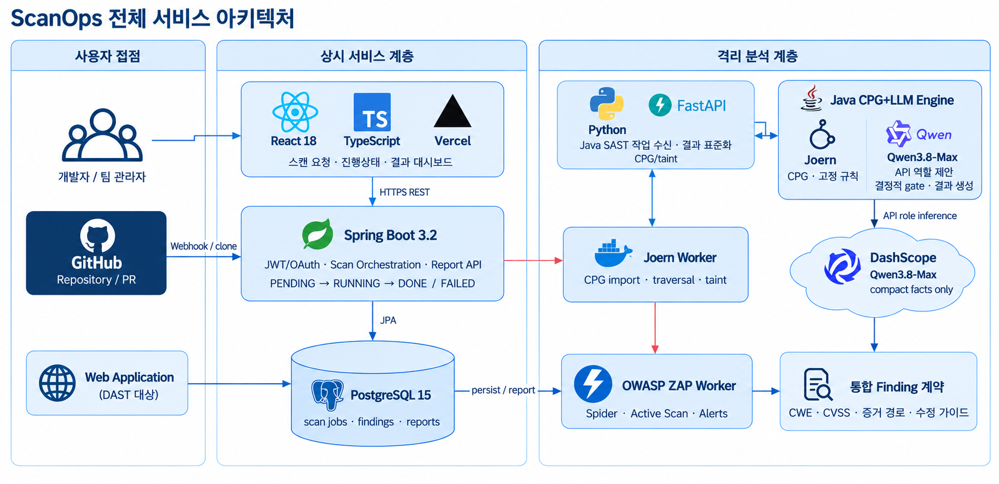 ScanOps 전체 서비스 아키텍처
사용자 접점
개발자 / 팀 관리자
GitHub
Repository / PR
Webhook / clone
Web Application
(DAST 대상)
상시 서비스 계층
React 18
TS
TypeScript
Vercel
스캔 요청 · 진행상태 · 결과 대시보드
HTTPS REST
Spring Boot 3.2
JWT/OAuth · Scan Orchestration · Report API
PENDING → RUNNING → DONE / FAILED
JPA
PostgreSQL 15
scan jobs · findings · reports
persist / report
격리 분석 계층
Python
FastAPI
Java SAST 작업 수신 · 결과 표준화
CPG/taint
Java CPG+LLM Engine
Joern
CPG · 고정 규칙
Qwen
Qwen3.8-Max
API 역할 제안
결정적 gate · 결과 생성
API role inference
Joern Worker
CPG import · traversal · taint
DashScope
Qwen3.8-Max
compact facts only
OWASP ZAP Worker
Spider · Active Scan · Alerts
통합 Finding 계약
CWE · CVSS · 증거 경로 · 수정 가이드